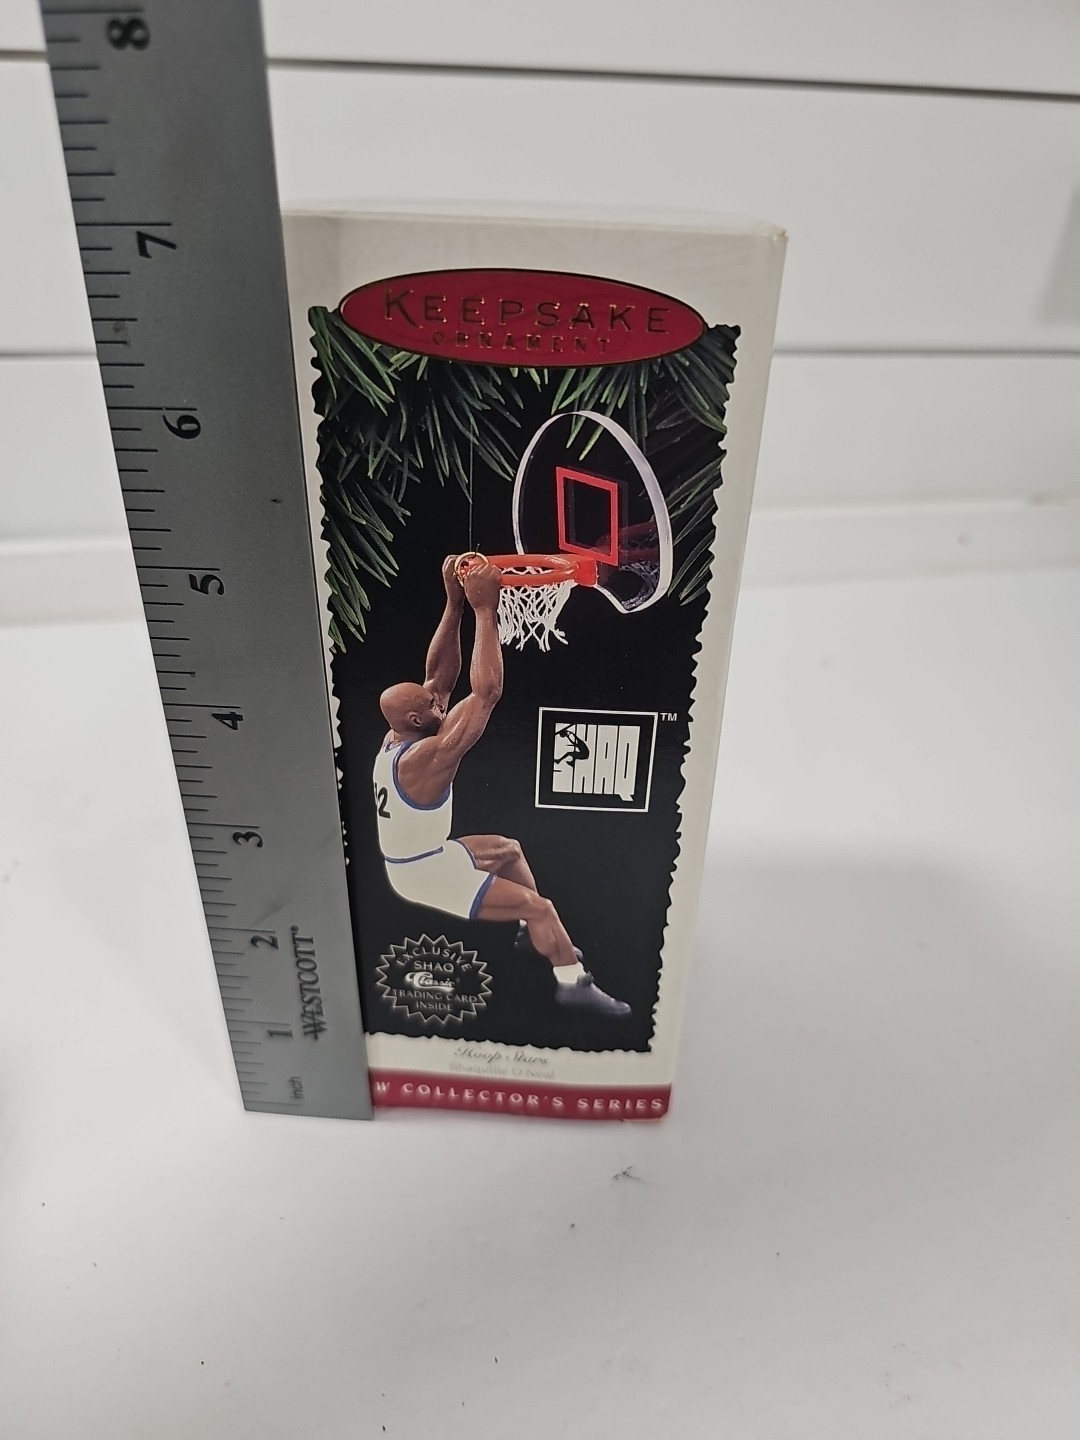 8
7
6
5
4
3
2
1
inch
WESTCOTT®
KEEPSAKE
ORNAMENT
SHAQ
TM
12
EXCLUSIVE
SHAQ
Classic®
TRADING CARD
INSIDE
Hoop Stars
Shaquille O'Neal
W COLLECTOR'S SERIES